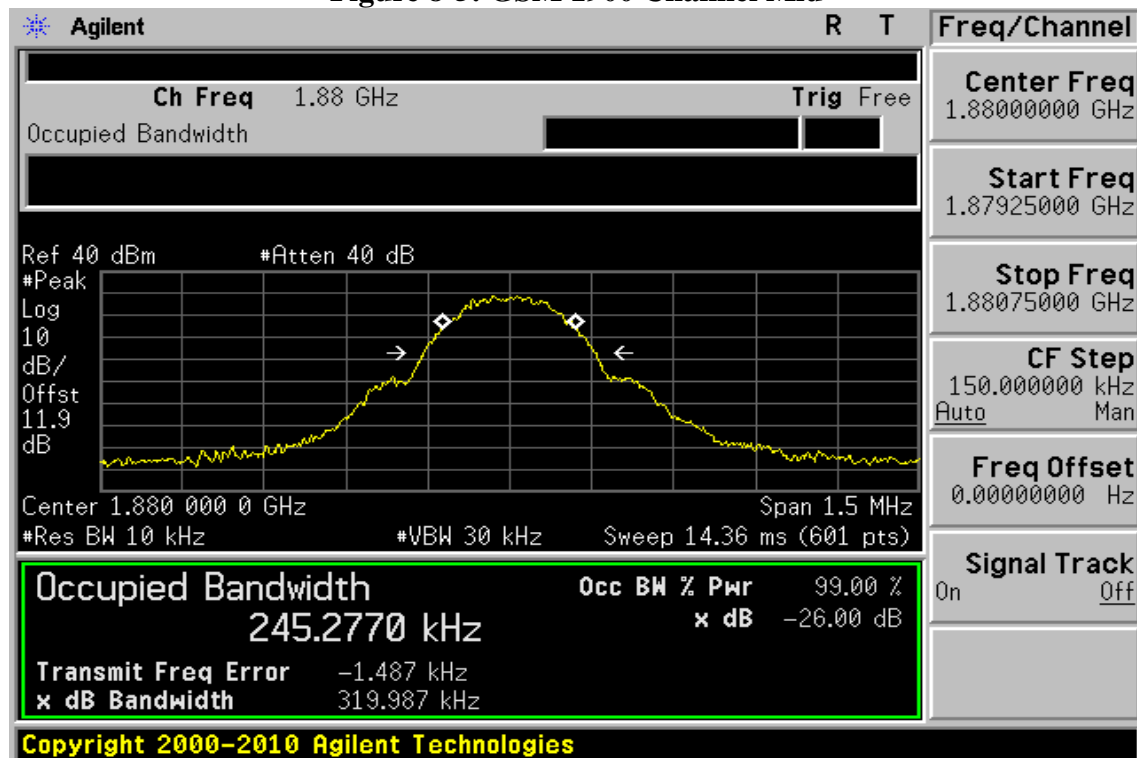 Agilent R T Freq/Channel
Ch Freq 1.88 GHz Trig Free
Occupied Bandwidth
Center Freq
1.88000000 GHz
Start Freq
1.87925000 GHz
Stop Freq
1.88075000 GHz
CF Step
150.000000 kHz
Auto Man
Freq Offset
0.00000000 Hz
Signal Track
On Off
Ref 40 dBm #Atten 40 dB
#Peak
Log
10
dB/
Offst
11.9
dB
Center 1.880 000 0 GHz Span 1.5 MHz
#Res BW 10 kHz #VBW 30 kHz Sweep 14.36 ms (601 pts)
Occupied Bandwidth Occ BW % Pwr 99.00 %
245.2770 kHz x dB -26.00 dB
Transmit Freq Error -1.487 kHz
x dB Bandwidth 319.987 kHz
Copyright 2000-2010 Agilent Technologies